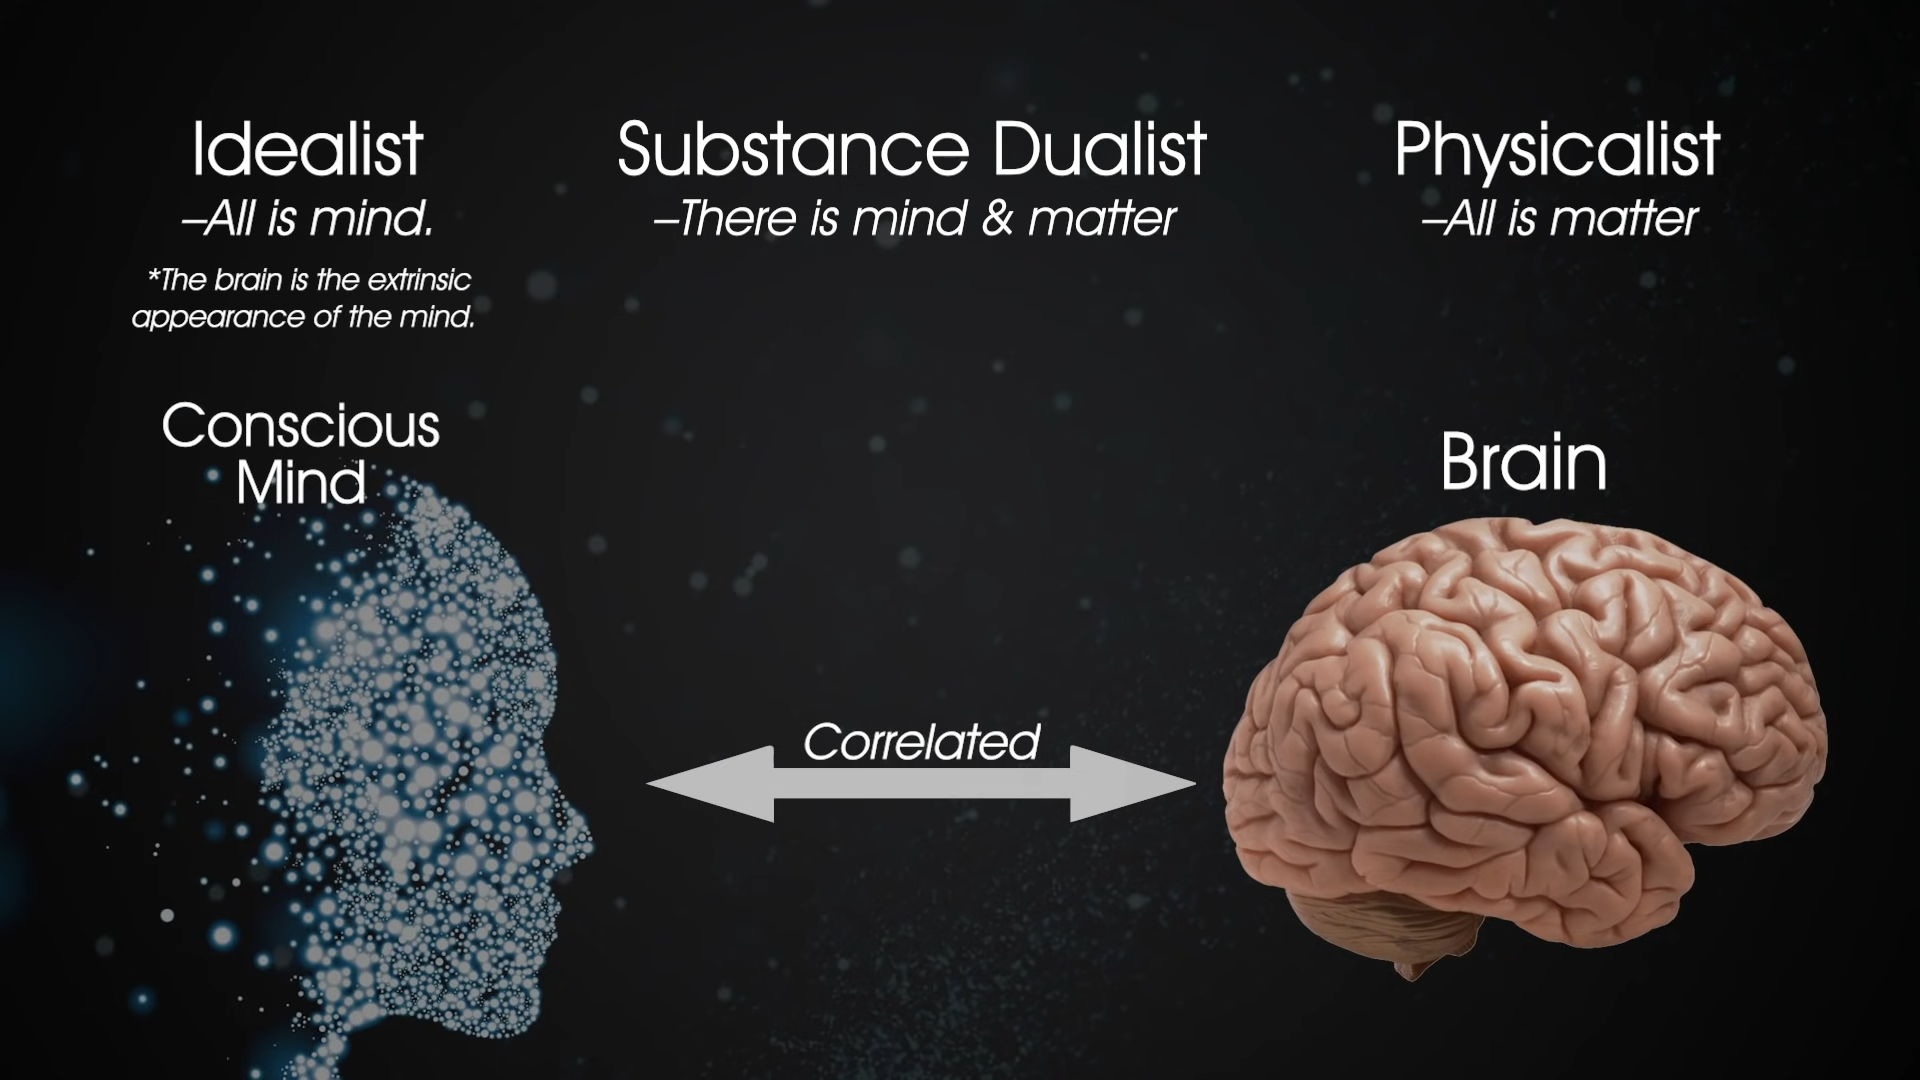 Idealist
–All is mind.
*The brain is the extrinsic
appearance of the mind.
Substance Dualist
–There is mind & matter
Physicalist
–All is matter
Conscious
Mind
Correlated
Brain